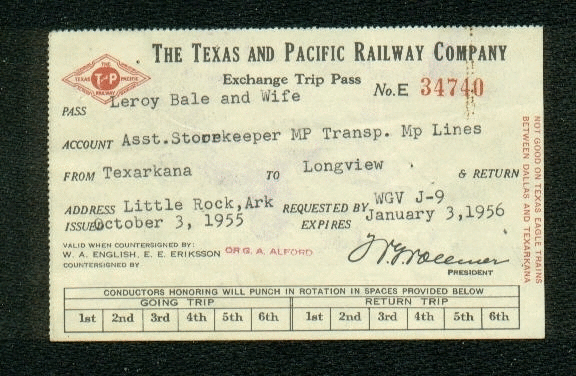 THE TEXAS AND PACIFIC RAILWAY COMPANY
THE
TEXAS T&P PACIFIC
RAILWAY
Exchange Trip Pass
No. E 34740
PASS Leroy Bale and Wife
ACCOUNT Asst.Storekeeper MP Transp. Mp Lines
FROM Texarkana TO Longview & RETURN
ADDRESS Little Rock,Ark REQUESTED BY WGV J-9
ISSUED October 3, 1955 EXPIRES January 3,1956
VALID WHEN COUNTERSIGNED BY:
W. A. ENGLISH, E. E. ERIKSSON OR G. A. ALFORD
COUNTERSIGNED BY
PRESIDENT
NOT GOOD ON TEXAS EAGLE TRAINS
BETWEEN DALLAS AND TEXARKANA
CONDUCTORS HONORING WILL PUNCH IN ROTATION IN SPACES PROVIDED BELOW
GOING TRIP RETURN TRIP
1st 2nd 3rd 4th 5th 6th 1st 2nd 3rd 4th 5th 6th